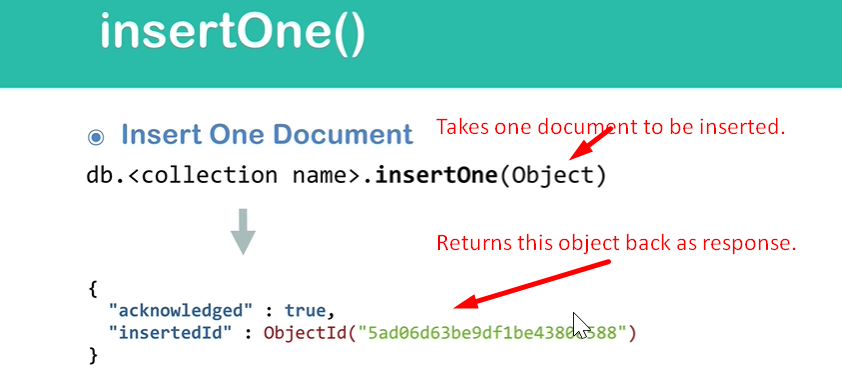 insertOne()
Insert One Document
Takes one document to be inserted.
db.<collection name>.insertOne(Object)
Returns this object back as response.
{
"acknowledged" : true,
"insertedId" :
}